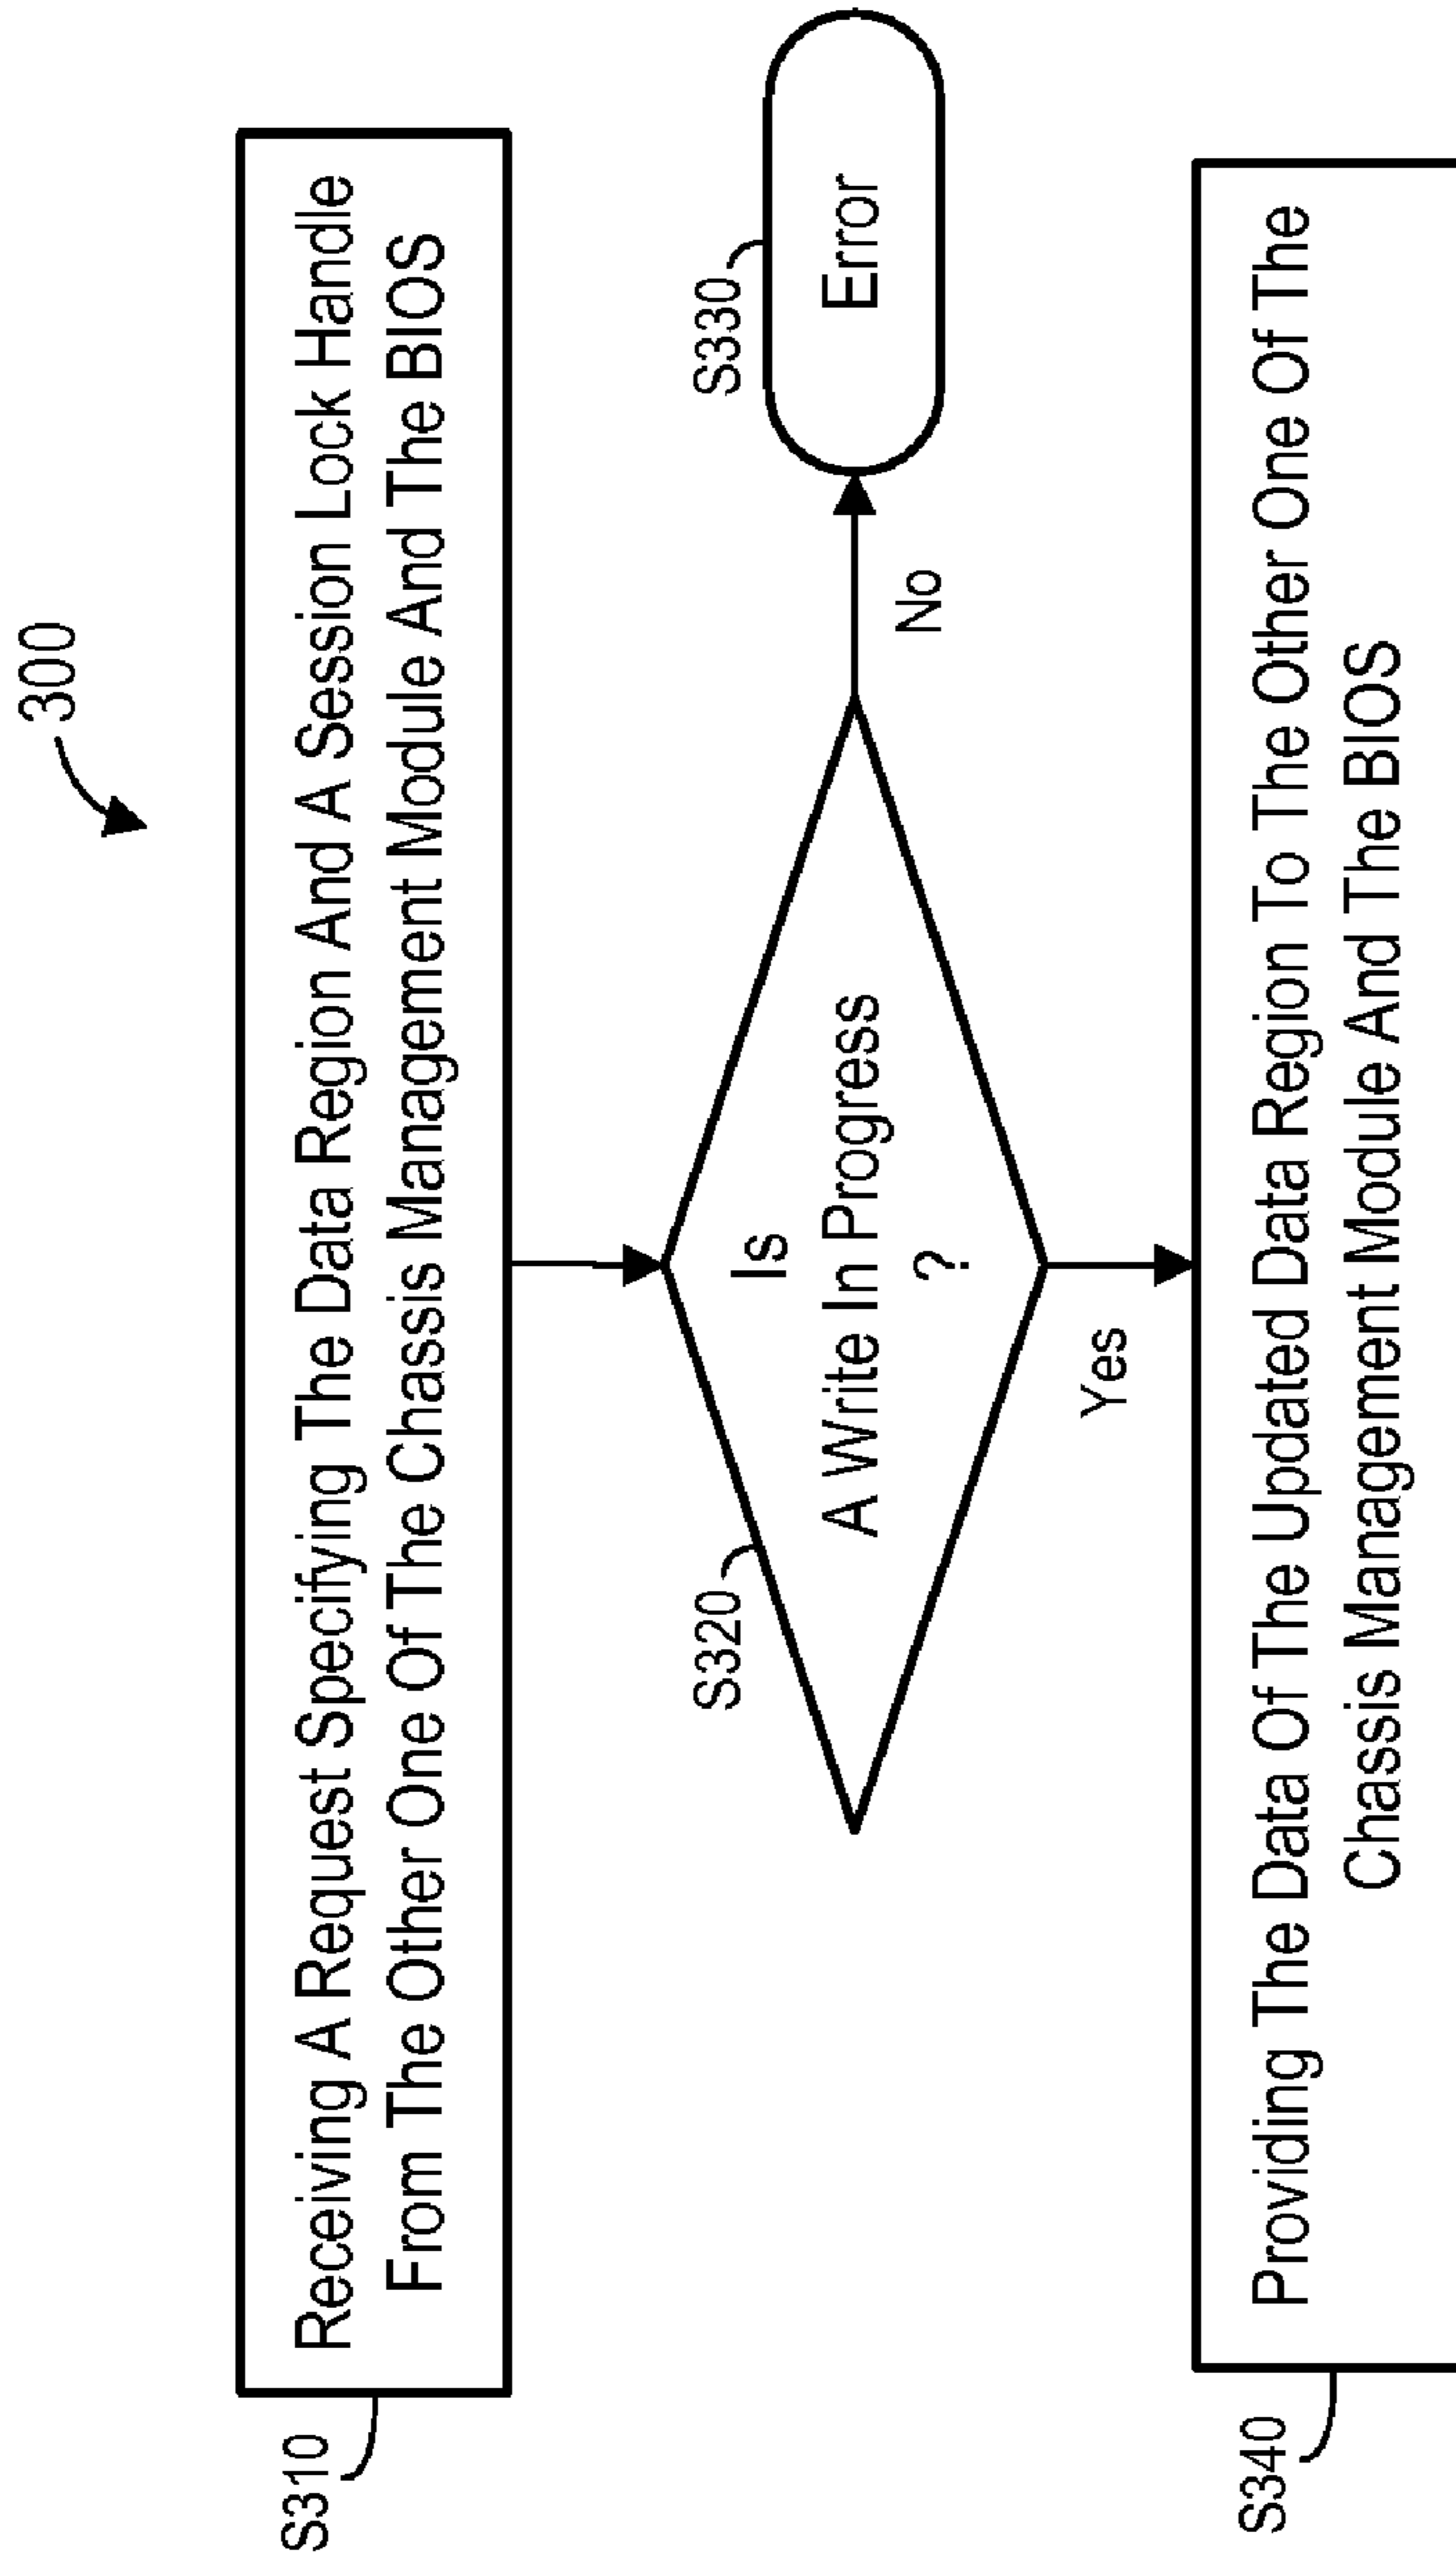 300
S310
Receiving A Request Specifying The Data Region And A Session Lock Handle
From The Other One Of The Chassis Management Module And The BIOS
S320
Is
A Write In Progress
?
No
S330
Error
Yes
S340
Providing The Data Of The Updated Data Region To The Other One Of The
Chassis Management Module And The BIOS